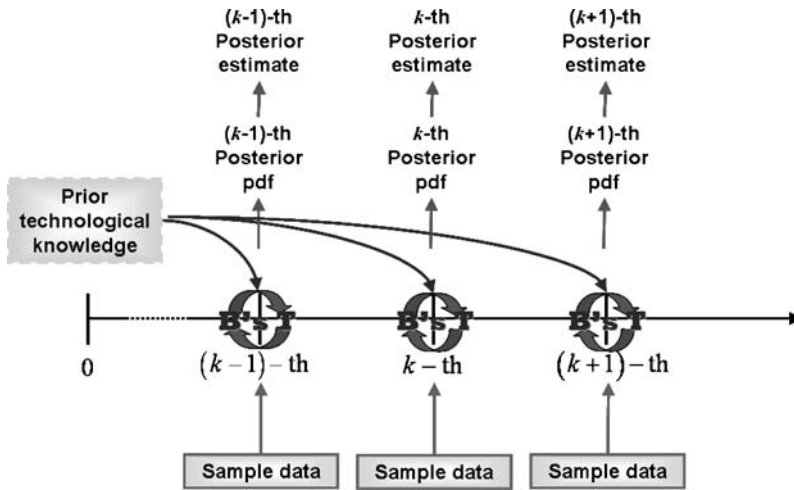 (k-1)-th
Posterior
estimate
k-th
Posterior
estimate
(k+1)-th
Posterior
estimate
(k-1)-th
Posterior
pdf
k-th
Posterior
pdf
(k+1)-th
Posterior
pdf
Prior
technological
knowledge
B's T
B's T
B's T
0
(k-1)-th
k-th
(k+1)-th
Sample data
Sample data
Sample data